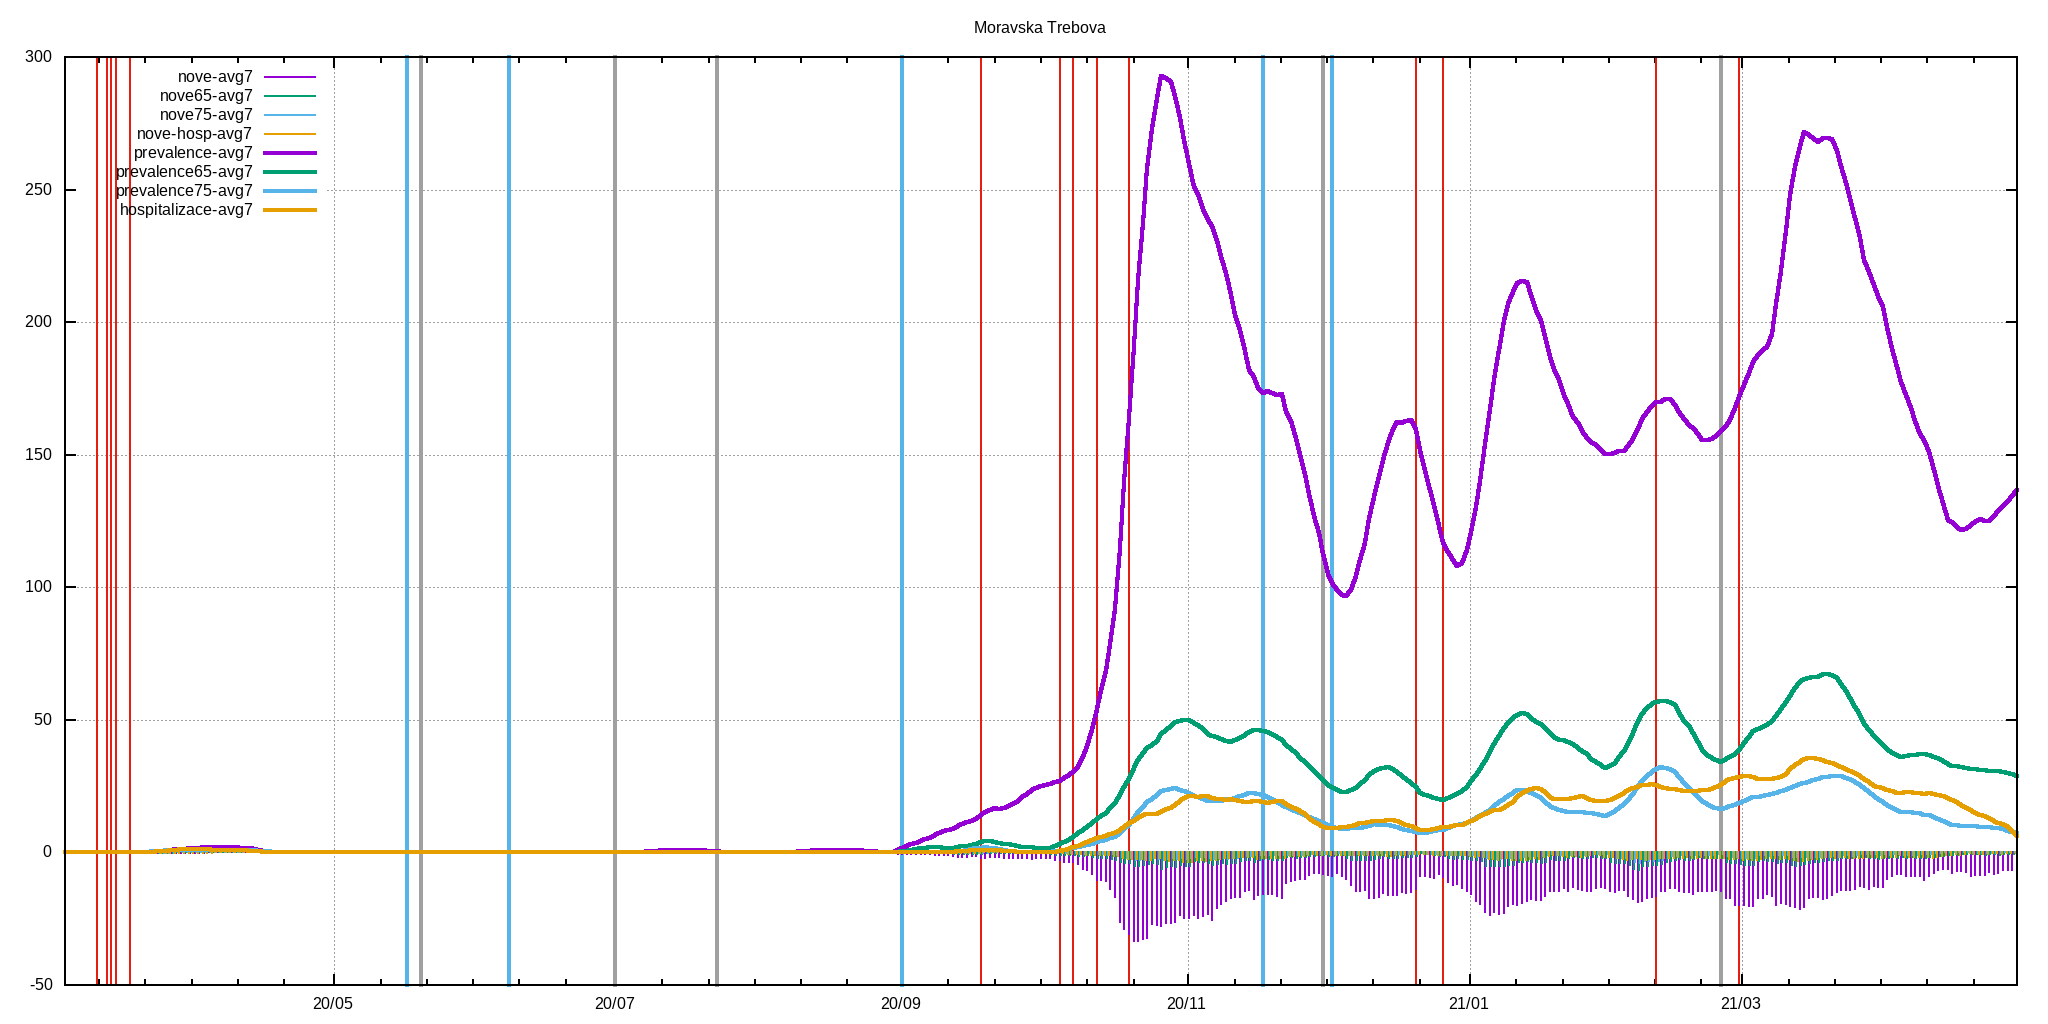 Moravska Trebova
300
250
200
150
100
50
0
-50
nove-avg7
nove65-avg7
nove75-avg7
nove-hosp-avg7
prevalence-avg7
prevalence65-avg7
prevalence75-avg7
hospitalizace-avg7
20/05 20/07 20/09 20/11 21/01 21/03